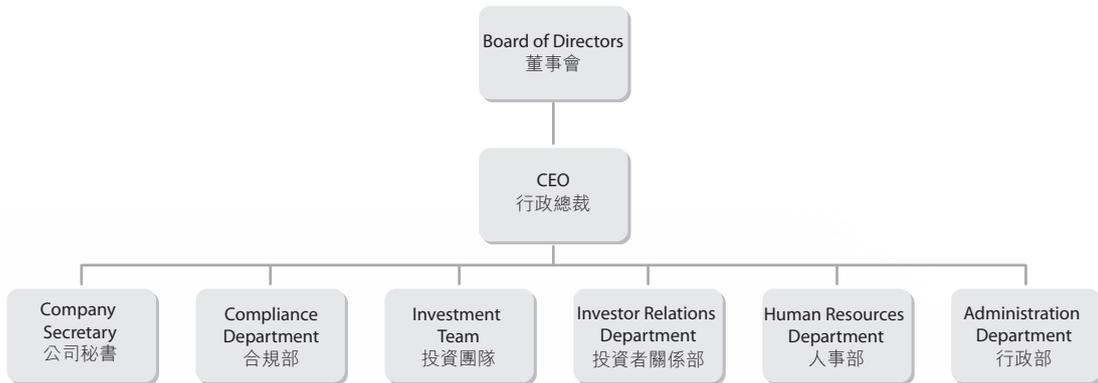 Board of Directors
董事會
CEO
行政總裁
Company
Secretary
公司秘書
Compliance
Department
合規部
Investment
Team
投資團隊
Investor Relations
Department
投資者關係部
Human Resources
Department
人事部
Administration
Department
行政部